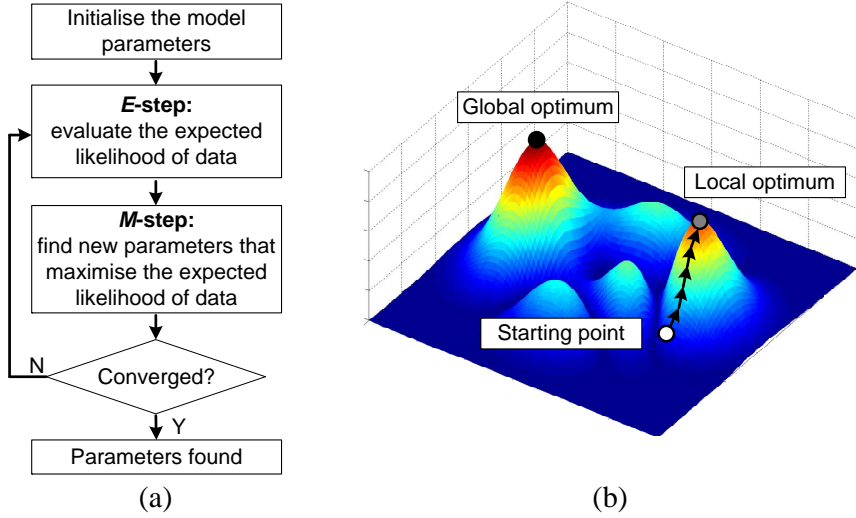 Initialise the model
parameters
E-step:
evaluate the expected
likelihood of data
M-step:
find new parameters that
maximise the expected
likelihood of data
N
Converged?
Y
Parameters found
(a)
Global optimum
Local optimum
Starting point
(b)